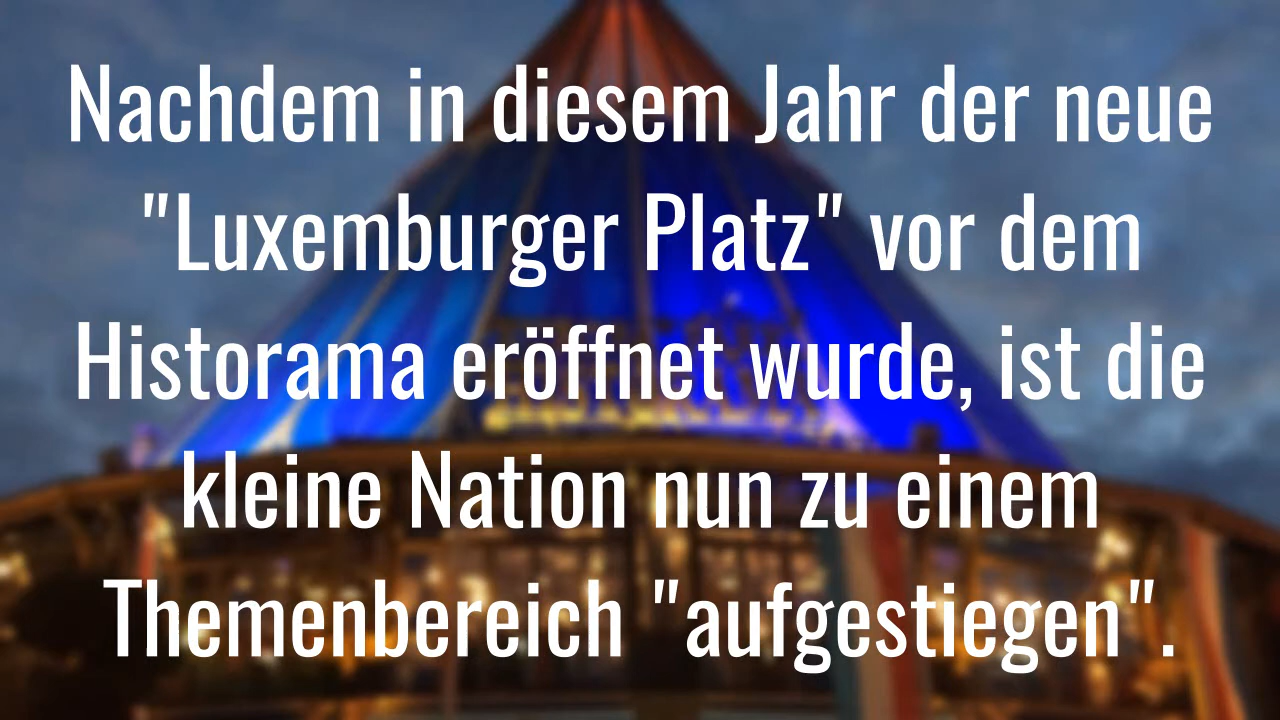 Nachdem in diesem Jahr der neue
"Luxemburger Platz" vor dem
Historama eröffnet wurde, ist die
kleine Nation nun zu einem
Themenbereich "aufgestiegen".